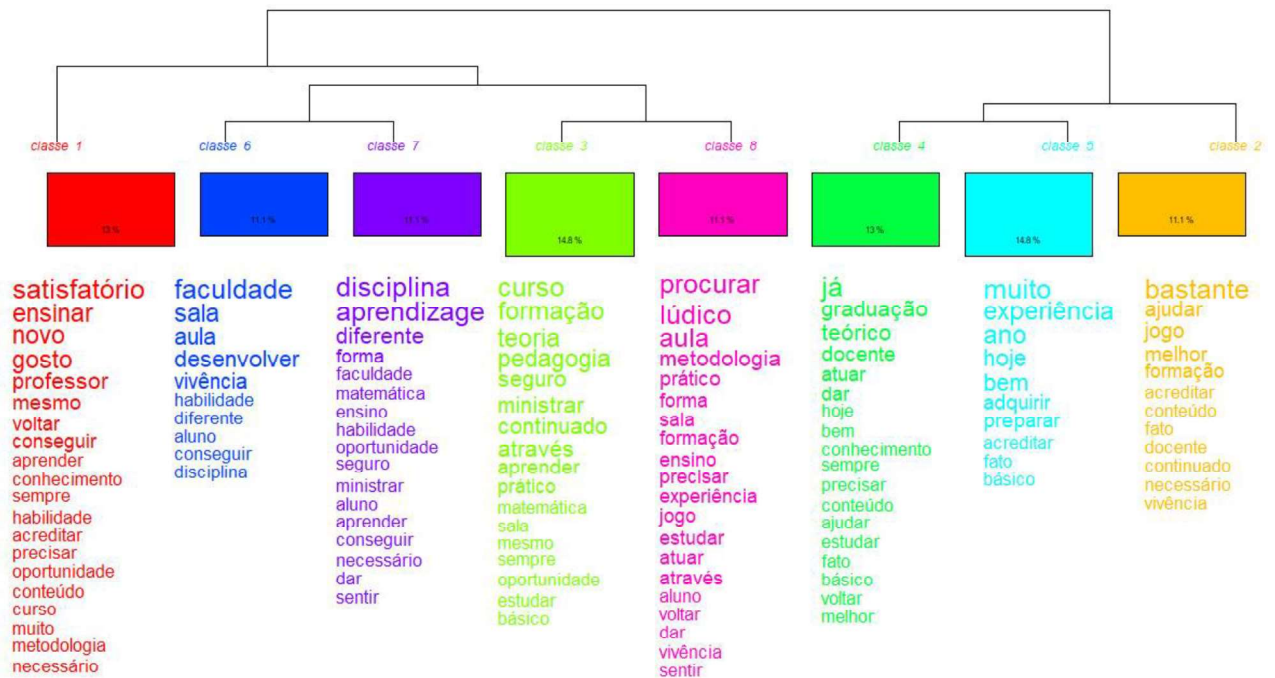 classe 1
classe 6
classe 7
classe 3
classe 8
classe 4
classe 5
classe 2
13 %
11.1 %
11.1 %
14.8 %
11.1 %
13 %
14.8 %
11.1 %
satisfatório
ensinar
novo
gosto
professor
mesmo
voltar
conseguir
aprender
conhecimento
sempre
habilidade
acreditar
precisar
oportunidade
conteúdo
curso
muito
metodologia
necessário
faculdade
sala
aula
desenvolver
vivência
habilidade
diferente
aluno
conseguir
disciplina
disciplina
aprendizage
diferente
forma
faculdade
matemática
ensino
habilidade
oportunidade
seguro
ministrar
aluno
aprender
conseguir
necessário
dar
sentir
curso
formação
teoria
pedagogia
seguro
ministrar
continuado
através
aprender
prático
matemática
sala
mesmo
sempre
oportunidade
estudar
básico
procurar
lúdico
aula
metodologia
prático
forma
sala
formação
ensino
precisar
experiência
jogo
estudar
atuar
através
aluno
voltar
dar
vivência
sentir
já
graduação
teórico
docente
atuar
dar
hoje
bem
conhecimento
sempre
precisar
conteúdo
ajudar
estudar
fato
básico
voltar
melhor
muito
experiência
ano
hoje
bem
adquirir
preparar
acreditar
fato
básico
bastante
ajudar
jogo
melhor
formação
acreditar
conteúdo
fato
docente
continuado
necessário
vivência